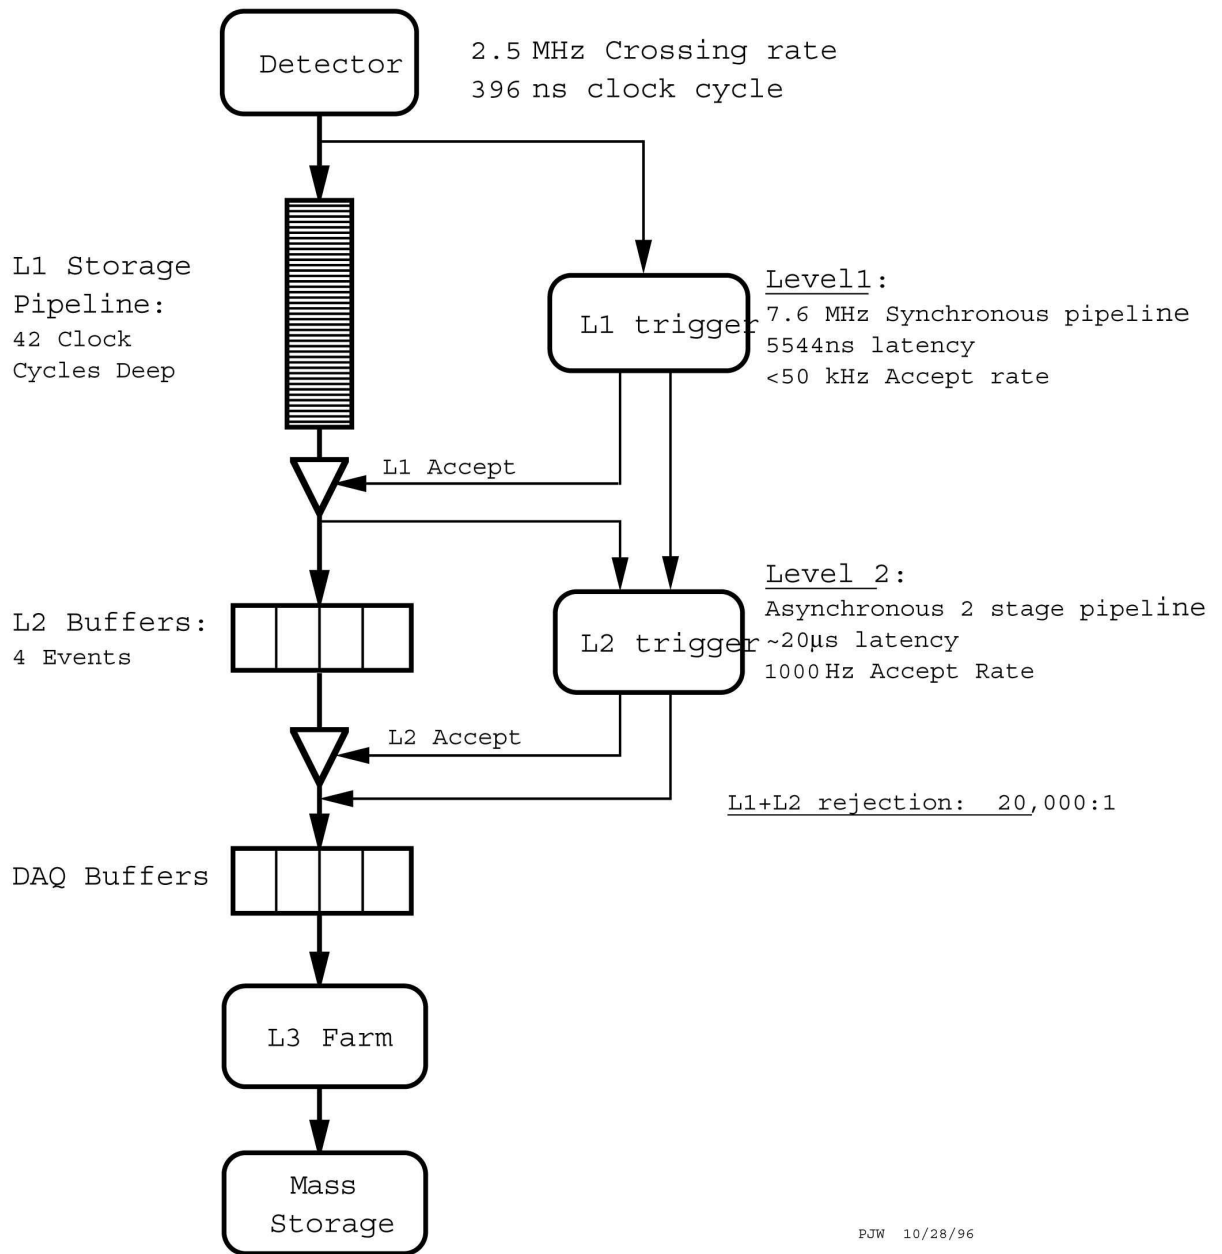 Detector
2.5 MHz Crossing rate
396 ns clock cycle
L1 Storage
Pipeline:
42 Clock
Cycles Deep
L1 trigger
Level1:
7.6 MHz Synchronous pipeline
5544ns latency
<50 kHz Accept rate
L1 Accept
L2 Buffers:
4 Events
L2 trigger
Level 2:
Asynchronous 2 stage pipeline
~20µs latency
1000 Hz Accept Rate
L2 Accept
L1+L2 rejection: 20,000:1
DAQ Buffers
L3 Farm
Mass
Storage
PJW 10/28/96